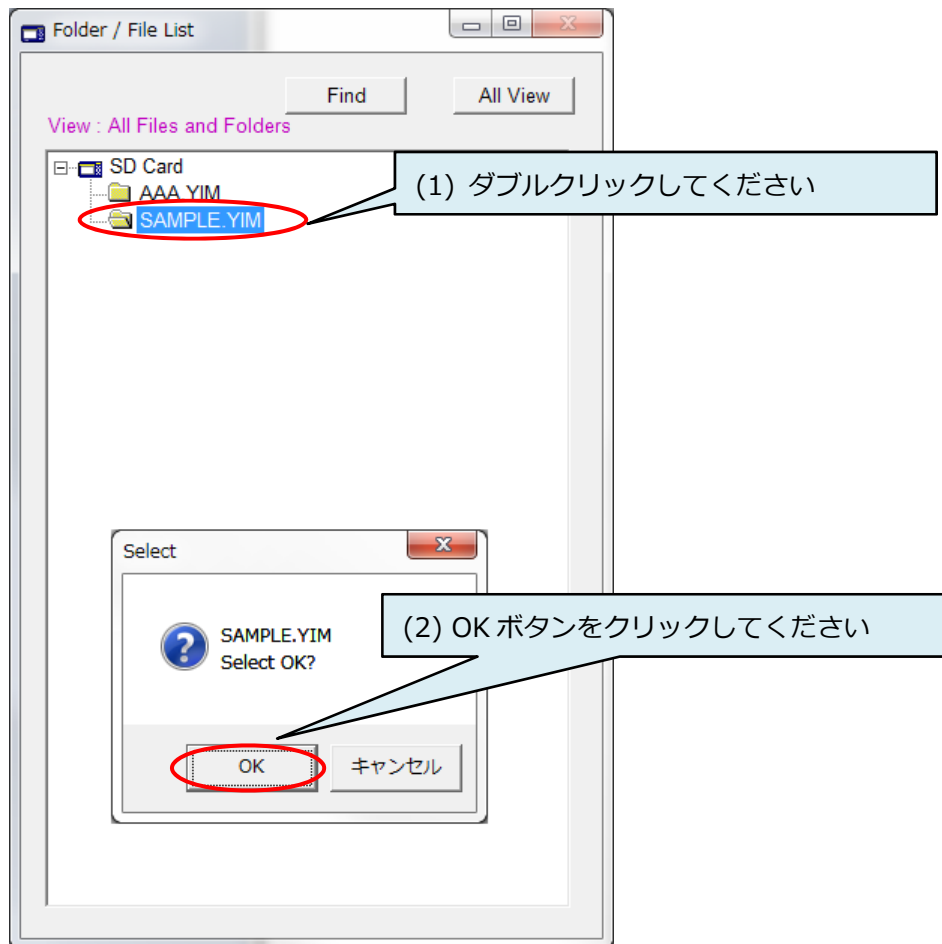 Folder / File List
Find
All View
View : All Files and Folders
SD Card
AAA.YIM
SAMPLE.YIM
(1) ダブルクリックしてください
Select
SAMPLE.YIM
Select OK?
(2) OK ボタンをクリックしてください
OK
キャンセル